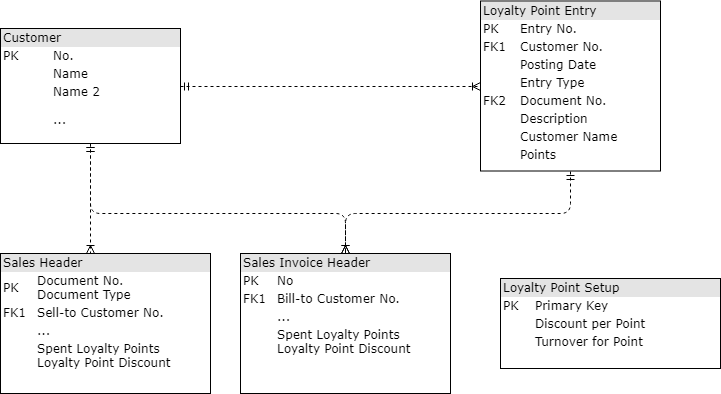 Customer
PK No.
Name
Name 2
...
Loyalty Point Entry
PK Entry No.
FK1 Customer No.
Posting Date
Entry Type
FK2 Document No.
Description
Customer Name
Points
Sales Header
PK Document No.
Document Type
FK1 Sell-to Customer No.
...
Spent Loyalty Points
Loyalty Point Discount
Sales Invoice Header
PK No
FK1 Bill-to Customer No.
...
Spent Loyalty Points
Loyalty Point Discount
Loyalty Point Setup
PK Primary Key
Discount per Point
Turnover for Point